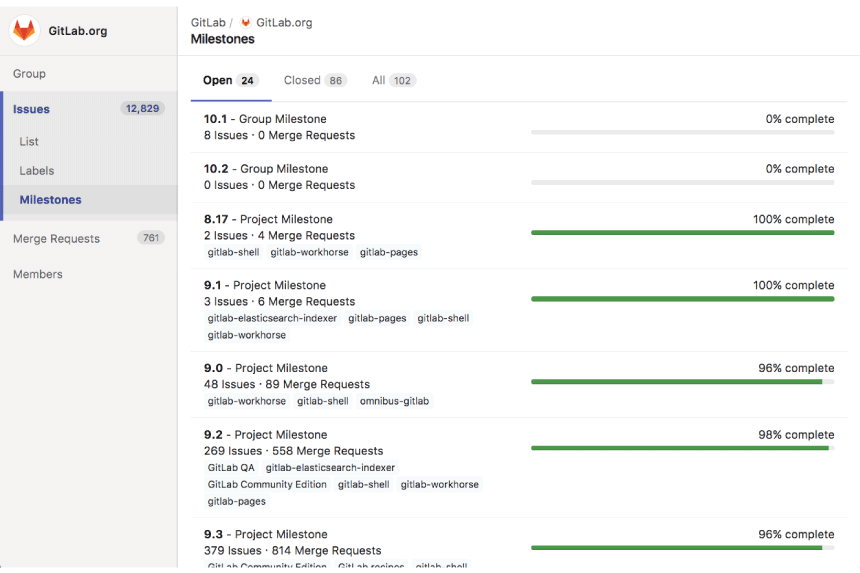 GitLab.org
Group
Issues 12,829
List
Labels
Milestones
Merge Requests 761
Members
GitLab / GitLab.org
Milestones
Open 24 Closed 86 All 102
10.1 - Group Milestone 0% complete
8 Issues · 0 Merge Requests
10.2 - Group Milestone 0% complete
0 Issues · 0 Merge Requests
8.17 - Project Milestone 100% complete
2 Issues · 4 Merge Requests
gitlab-shell gitlab-workhorse gitlab-pages
9.1 - Project Milestone 100% complete
3 Issues · 6 Merge Requests
gitlab-elasticsearch-indexer gitlab-pages gitlab-shell
gitlab-workhorse
9.0 - Project Milestone 96% complete
48 Issues · 89 Merge Requests
gitlab-workhorse gitlab-shell omnibus-gitlab
9.2 - Project Milestone 98% complete
269 Issues · 558 Merge Requests
GitLab QA gitlab-elasticsearch-indexer
GitLab Community Edition gitlab-shell gitlab-workhorse
gitlab-pages
9.3 - Project Milestone 96% complete
379 Issues · 814 Merge Requests
GitLab Community Edition GitLab recipes gitlab-shell